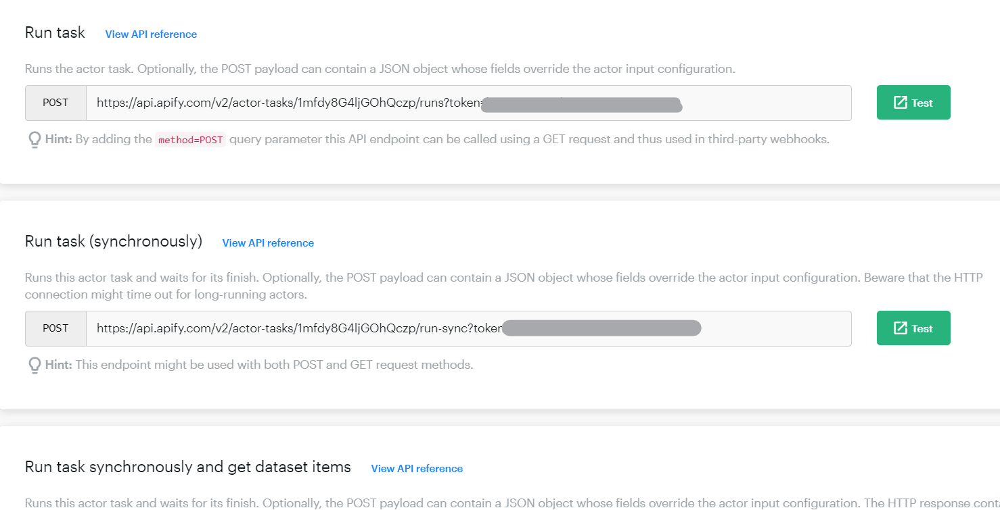 Run task View API reference
Runs the actor task. Optionally, the POST payload can contain a JSON object whose fields override the actor input configuration.
POST https://api.apify.com/v2/actor-tasks/1mfdy8G4ljGOhQczp/runs?token= Test
Hint: By adding the method=POST query parameter this API endpoint can be called using a GET request and thus used in third-party webhooks.
Run task (synchronously) View API reference
Runs this actor task and waits for its finish. Optionally, the POST payload can contain a JSON object whose fields override the actor input configuration. Beware that the HTTP
connection might time out for long-running actors.
POST https://api.apify.com/v2/actor-tasks/1mfdy8G4ljGOhQczp/run-sync?token Test
Hint: This endpoint might be used with both POST and GET request methods.
Run task synchronously and get dataset items View API reference
Runs this actor task and waits for its finish. Optionally, the POST payload can contain a JSON object whose fields override the actor input configuration. The HTTP response